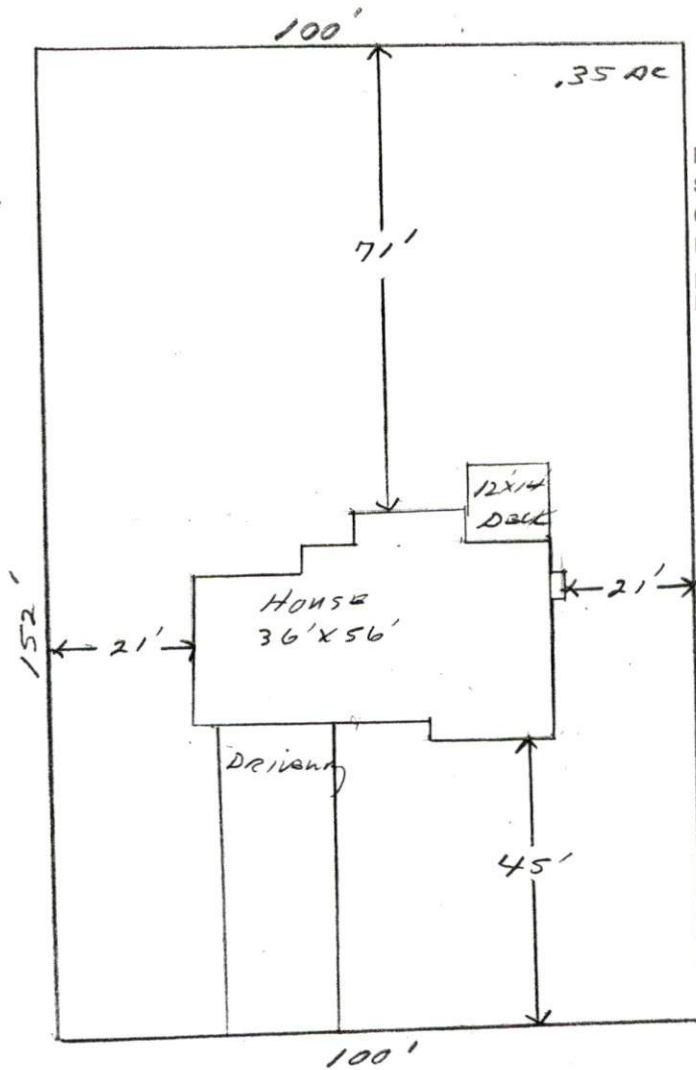 100'
.35 AC
71'
12X14
Deck
House
36'X56'
21'
152'
21'
Driveway
45'
100'